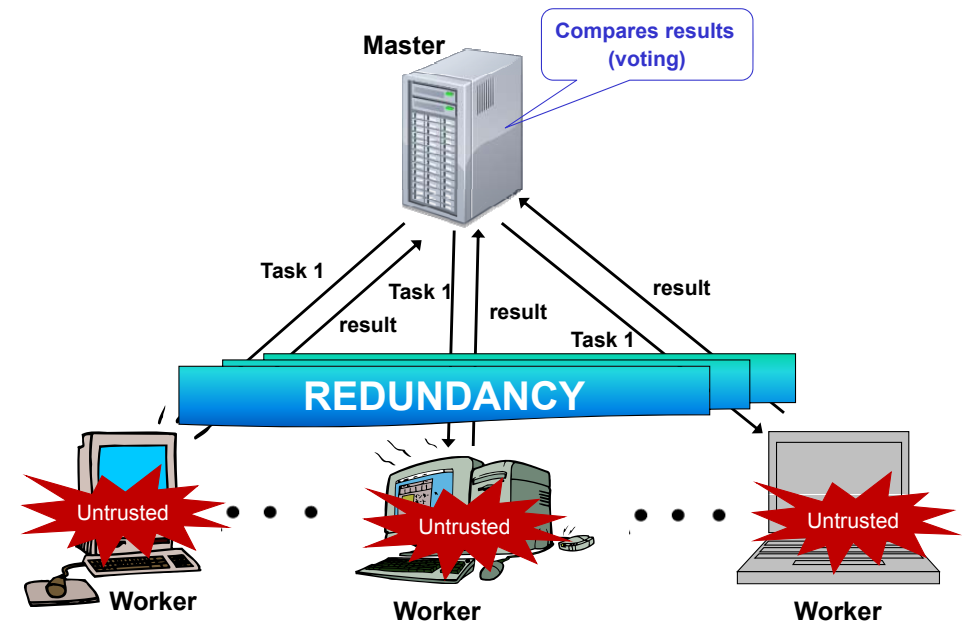 Master
Compares results
(voting)
Task 1
Task 1
result
result
result
Task 1
REDUNDANCY
Untrusted
Untrusted
Untrusted
Worker
Worker
Worker